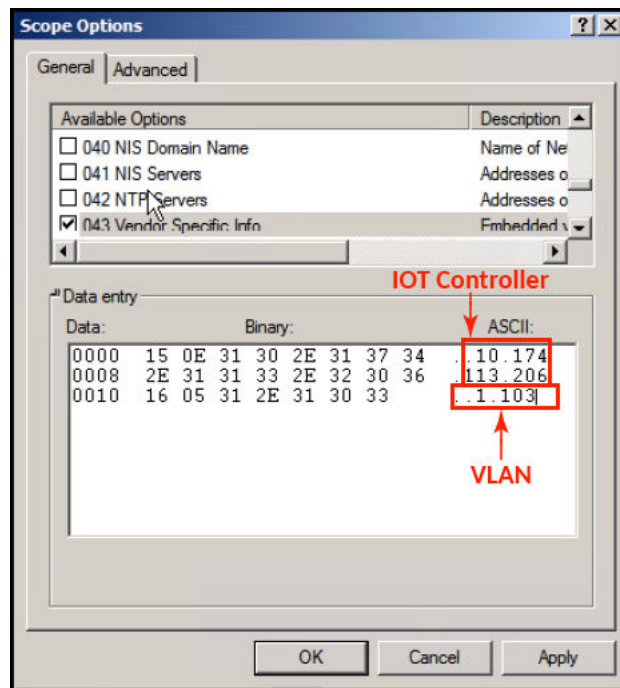 Scope Options
General Advanced
Available Options Description
040 NIS Domain Name Name of Ne
041 NIS Servers Addresses o
042 NTP Servers Addresses o
043 Vendor Specific Info Embedded v
IOT Controller
Data entry
Data: Binary: ASCII:
0000 15 0E 31 30 2E 31 37 34 ..10.174
0008 2E 31 31 33 2E 32 30 36 .113.206
0010 16 05 31 2E 31 30 33 ..1.103
VLAN
OK Cancel Apply